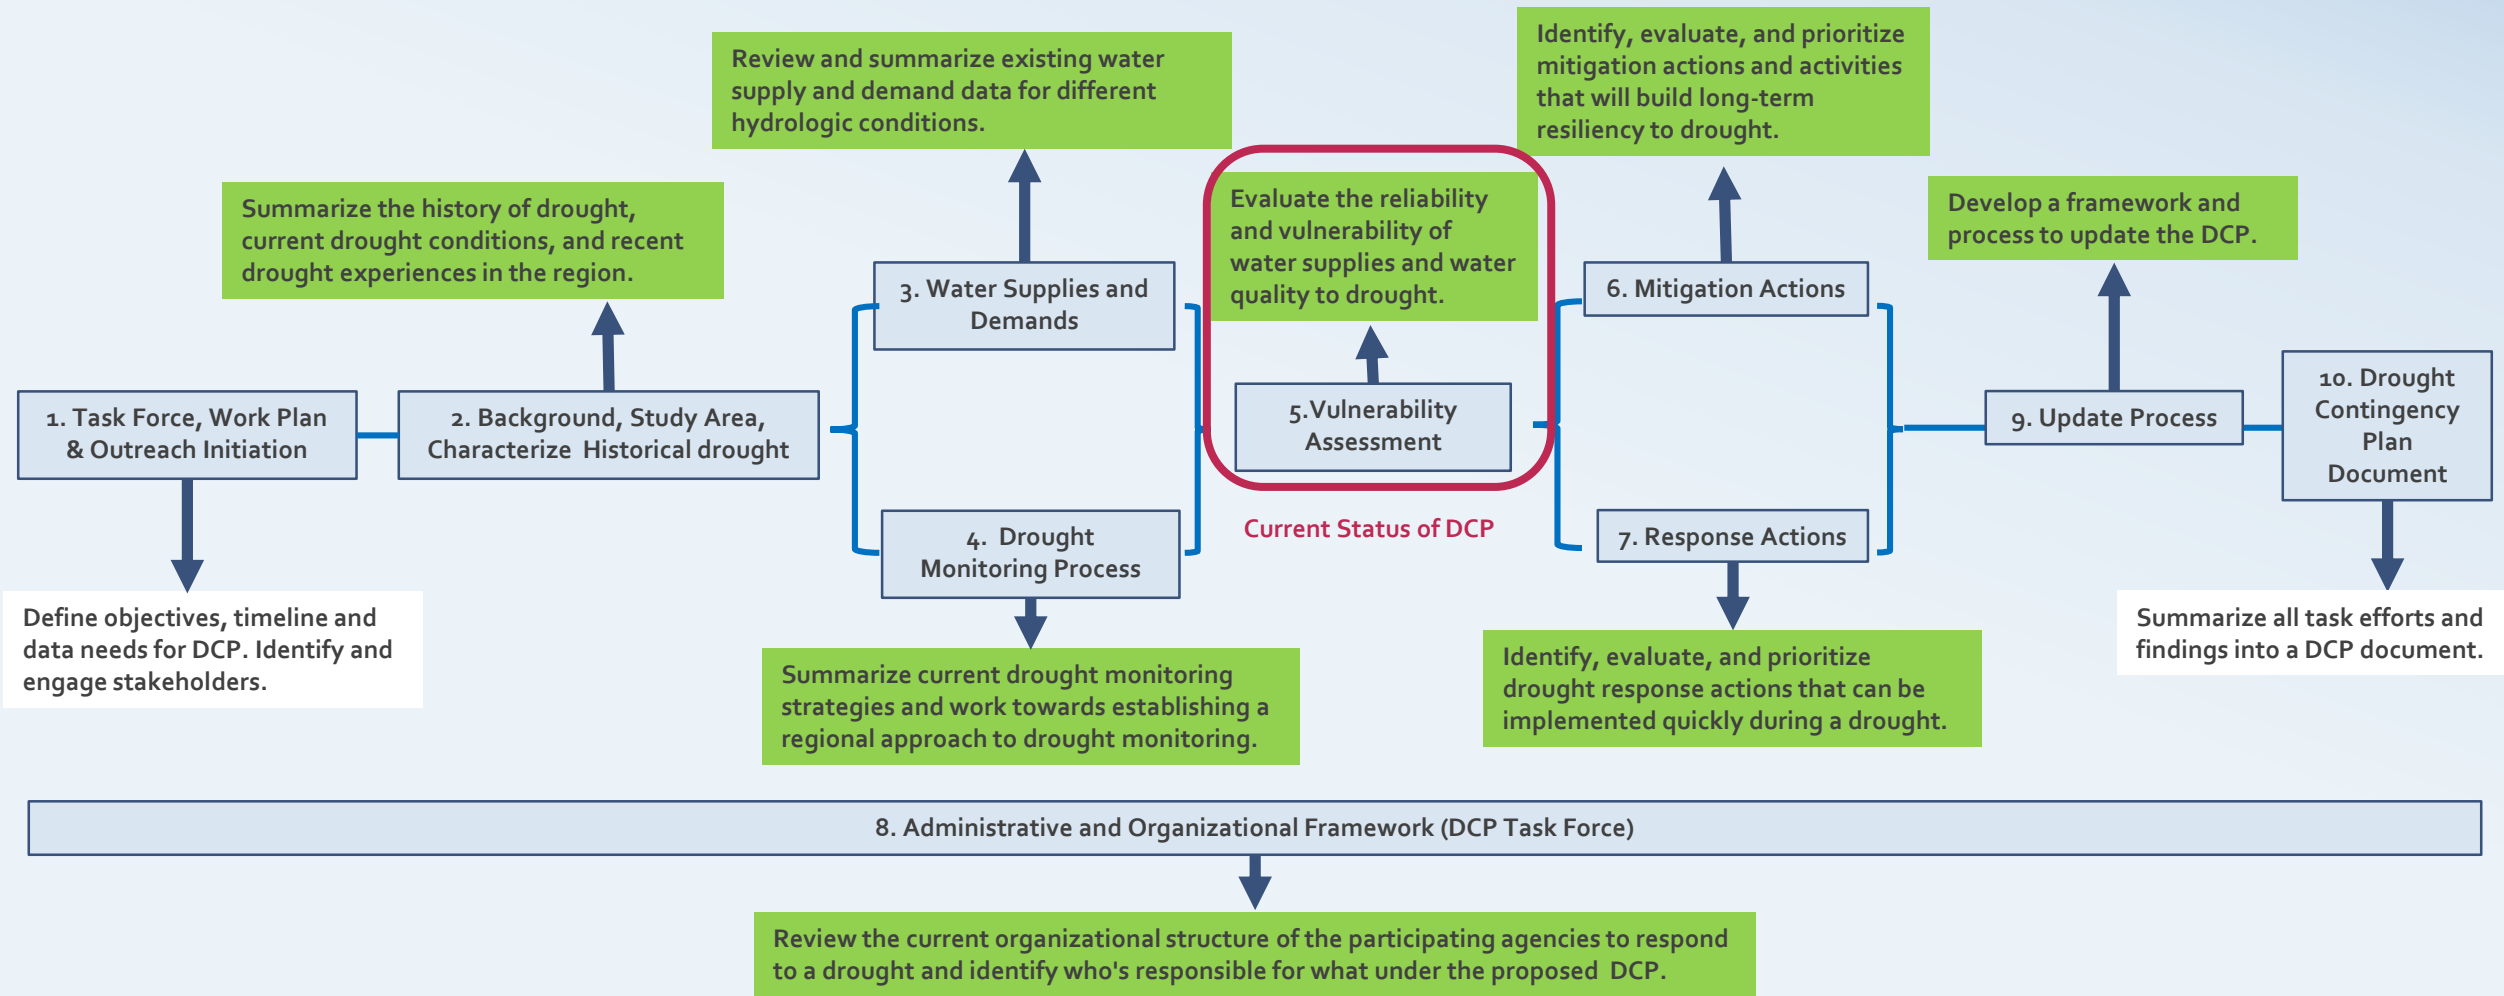 Review and summarize existing water
supply and demand data for different
hydrologic conditions.
Identify, evaluate, and prioritize
mitigation actions and activities
that will build long-term
resiliency to drought.
Summarize the history of drought,
current drought conditions, and recent
drought experiences in the region.
Evaluate the reliability
and vulnerability of
water supplies and water
quality to drought.
Develop a framework and
process to update the DCP.
1. Task Force, Work Plan
& Outreach Initiation
2. Background, Study Area,
Characterize  Historical drought
3. Water Supplies and
Demands
4.  Drought
Monitoring Process
5.Vulnerability
Assessment
Current Status of DCP
6. Mitigation Actions
7. Response Actions
9. Update Process
10. Drought
Contingency
Plan
Document
Define objectives, timeline and
data needs for DCP. Identify and
engage stakeholders.
Summarize current drought monitoring
strategies and work towards establishing a
regional approach to drought monitoring.
Identify, evaluate, and prioritize
drought response actions that can be
implemented quickly during a drought.
Summarize all task efforts and
findings into a DCP document.
8. Administrative and Organizational Framework (DCP Task Force)
Review the current organizational structure of the participating agencies to respond
to a drought and identify who's responsible for what under the proposed  DCP.